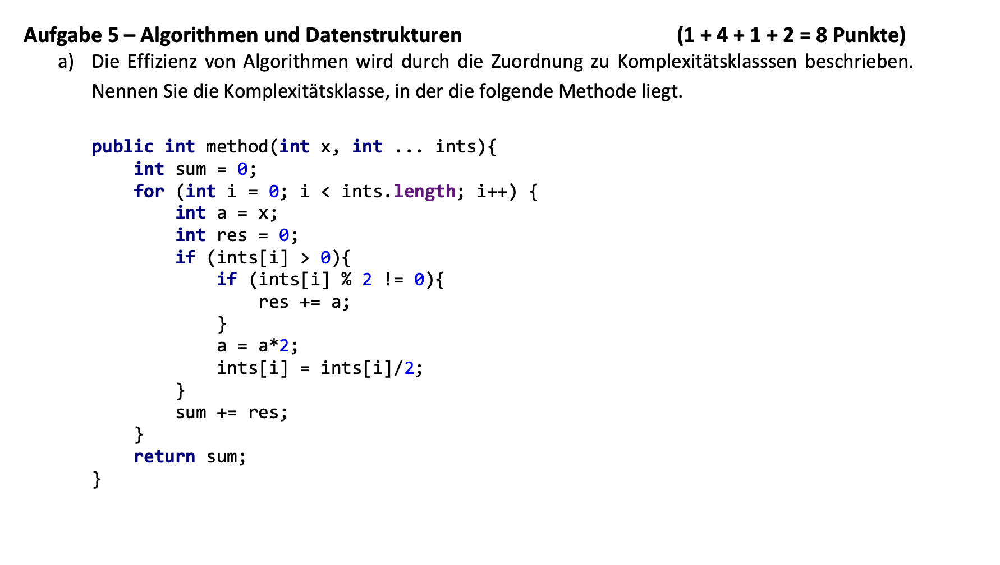 Aufgabe 5 – Algorithmen und Datenstrukturen (1 + 4 + 1 + 2 = 8 Punkte)
a) Die Effizienz von Algorithmen wird durch die Zuordnung zu Komplexitätsklasssen beschrieben.
Nennen Sie die Komplexitätsklasse, in der die folgende Methode liegt.
public int method(int x, int ... ints){
    int sum = 0;
    for (int i = 0; i < ints.length; i++) {
        int a = x;
        int res = 0;
        if (ints[i] > 0){
            if (ints[i] % 2 != 0){
                res += a;
            }
            a = a*2;
            ints[i] = ints[i]/2;
        }
        sum += res;
    }
    return sum;
}